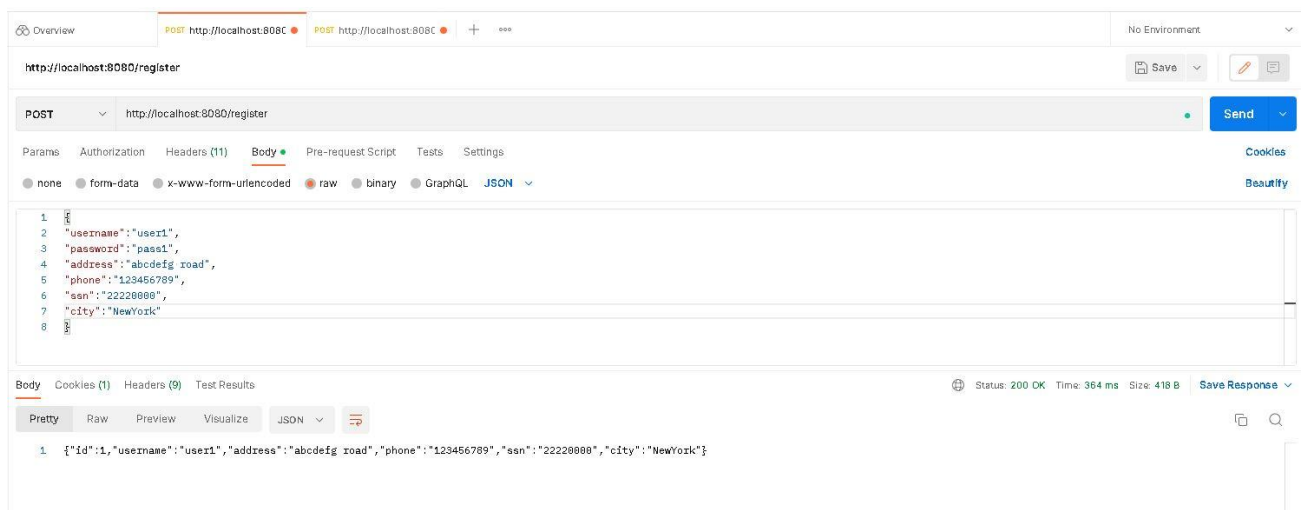 Overview POST http://localhost:8080 POST http://localhost:8080 + ooo No Environment
http://localhost:8080/register Save
POST http://localhost:8080/register Send
Params Authorization Headers (11) Body Pre-request Script Tests Settings Cookies
none form-data x-www-form-urlencoded raw binary GraphQL JSON Beautify
1 {
2 "username":"user1",
3 "password":"pass1",
4 "address":"abcdefg road",
5 "phone":"123456789",
6 "ssn":"22220000",
7 "city":"NewYork"
8 }
Body Cookies (1) Headers (9) Test Results Status: 200 OK Time: 364 ms Size: 418 B Save Response
Pretty Raw Preview Visualize JSON
1 {"id":1,"username":"user1","address":"abcdefg road","phone":"123456789","ssn":"22220000","city":"NewYork"}